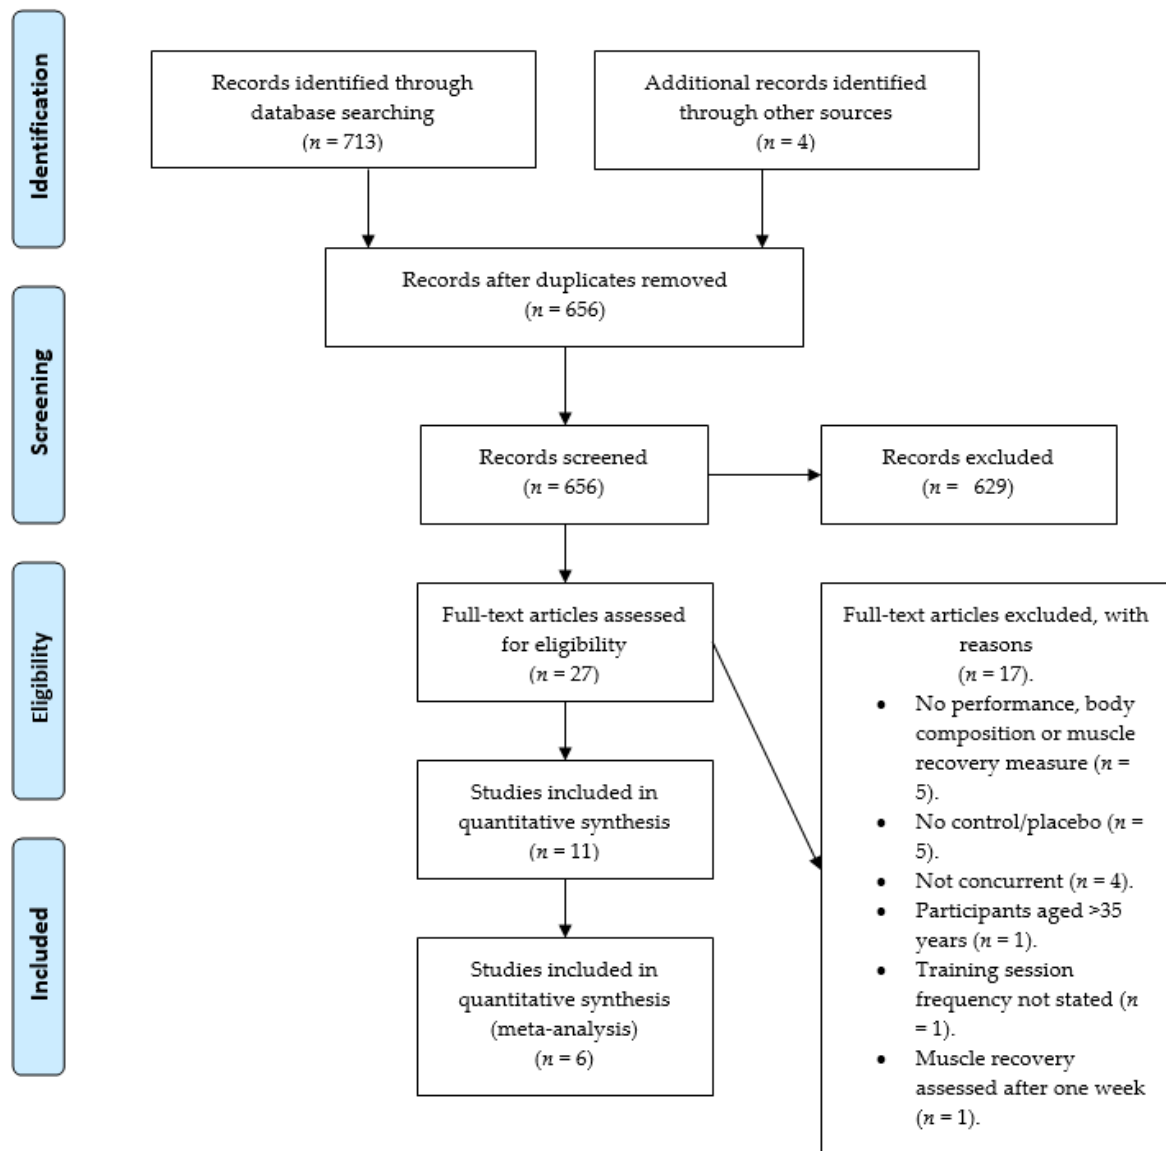 Identification
Records identified through
database searching
(n = 713)
Additional records identified
through other sources
(n = 4)
Records after duplicates removed
(n = 656)
Screening
Records screened
(n = 656)
Records excluded
(n = 629)
Eligibility
Full-text articles assessed
for eligibility
(n = 27)
Full-text articles excluded, with
reasons
(n = 17).
• No performance, body
composition or muscle
recovery measure (n =
5).
• No control/placebo (n =
5).
• Not concurrent (n = 4).
• Participants aged >35
years (n = 1).
• Training session
frequency not stated (n
= 1).
• Muscle recovery
assessed after one week
(n = 1).
Studies included in
quantitative synthesis
(n = 11)
Included
Studies included in
quantitative synthesis
(meta-analysis)
(n = 6)